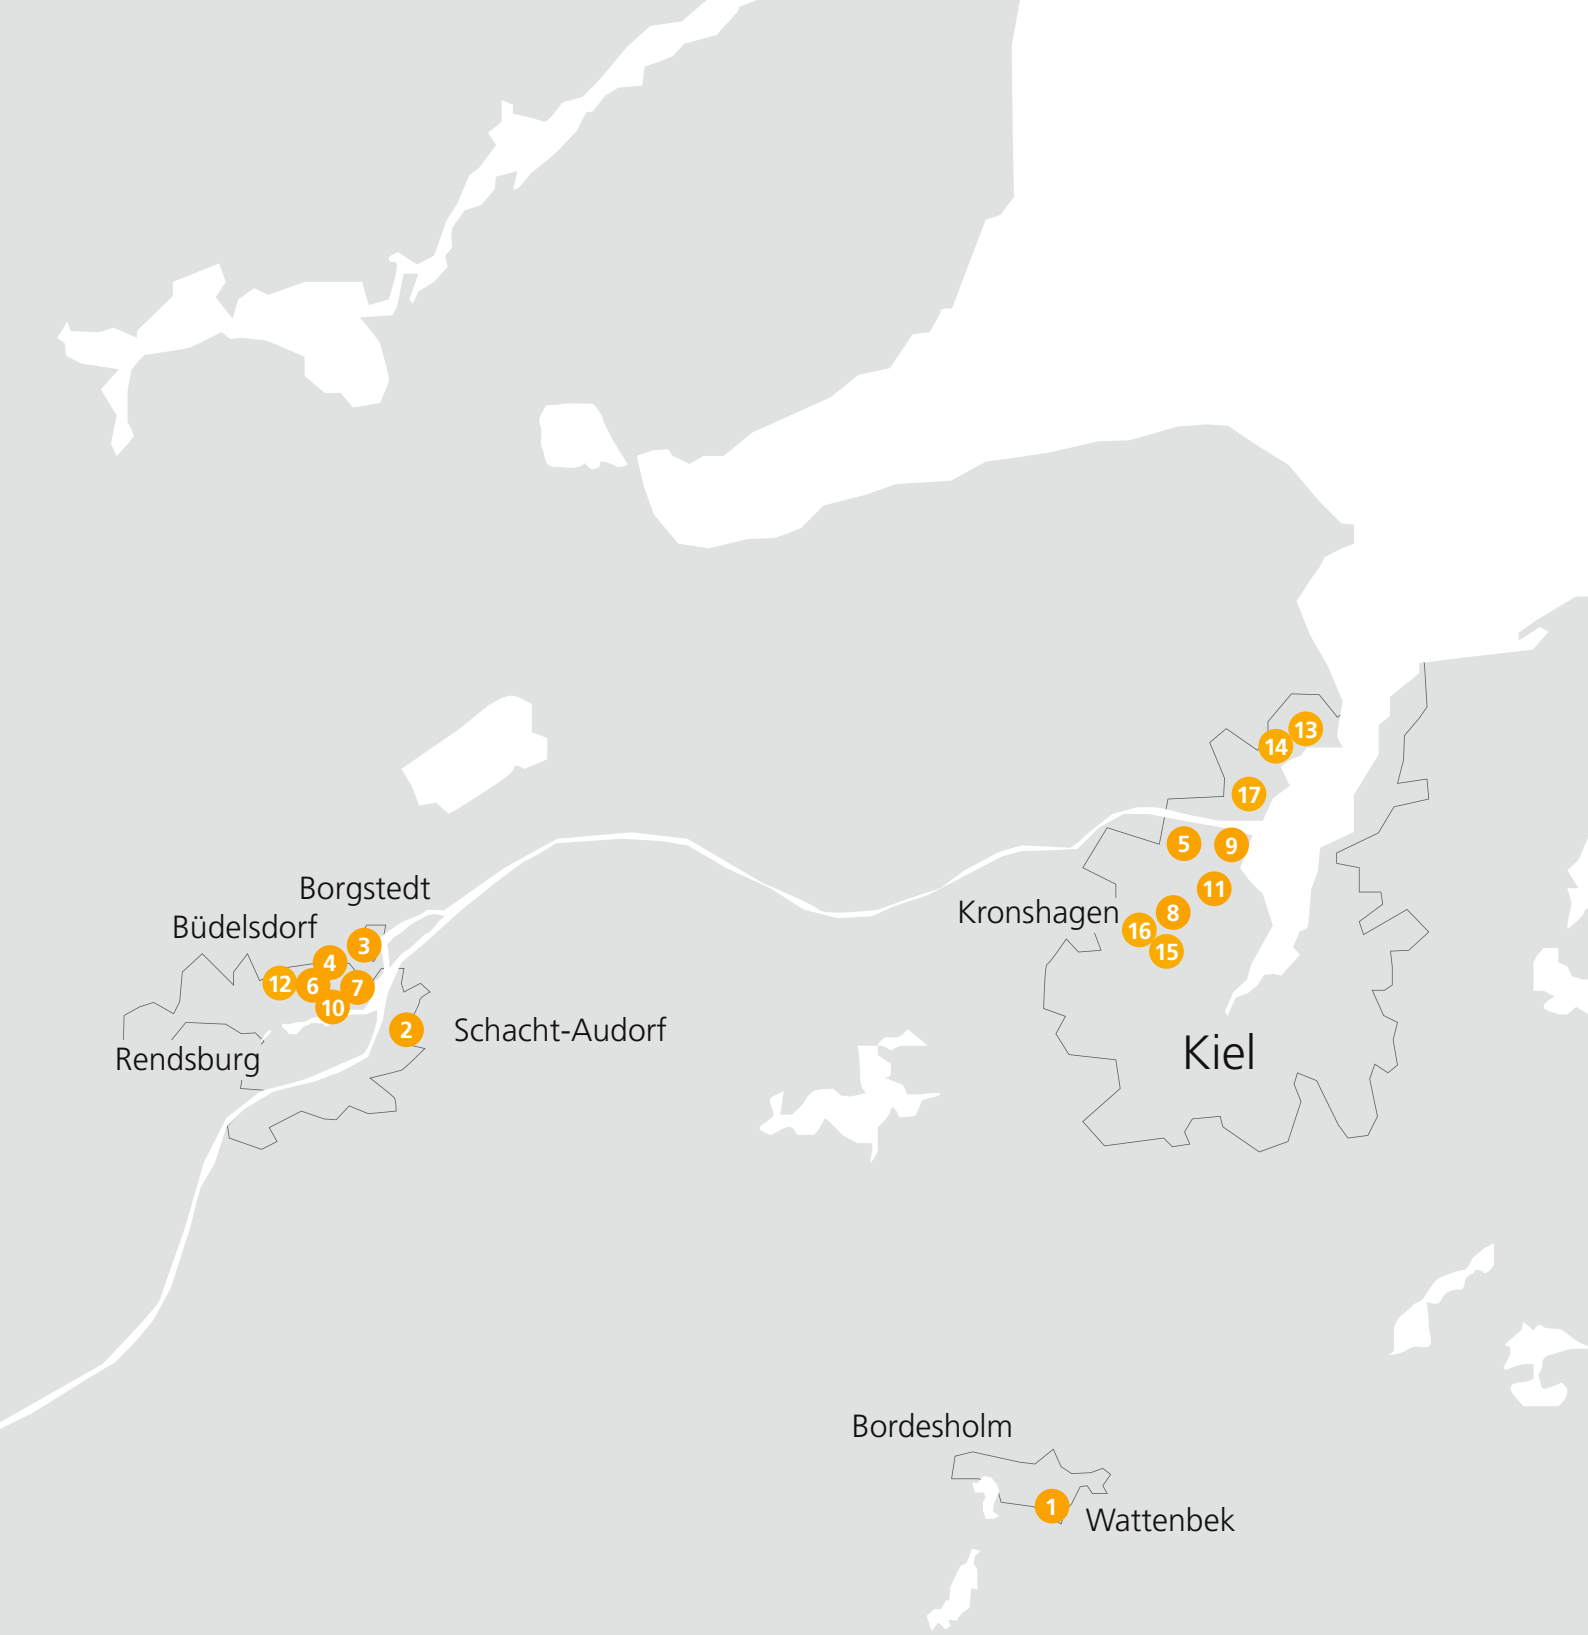 13
14
17
5
9
Borgstedt
11
Kronshagen
8
Büdelsdorf
16
3
15
4
12
6
7
10
2
Schacht-Audorf
Rendsburg
Kiel
Bordesholm
1
Wattenbek